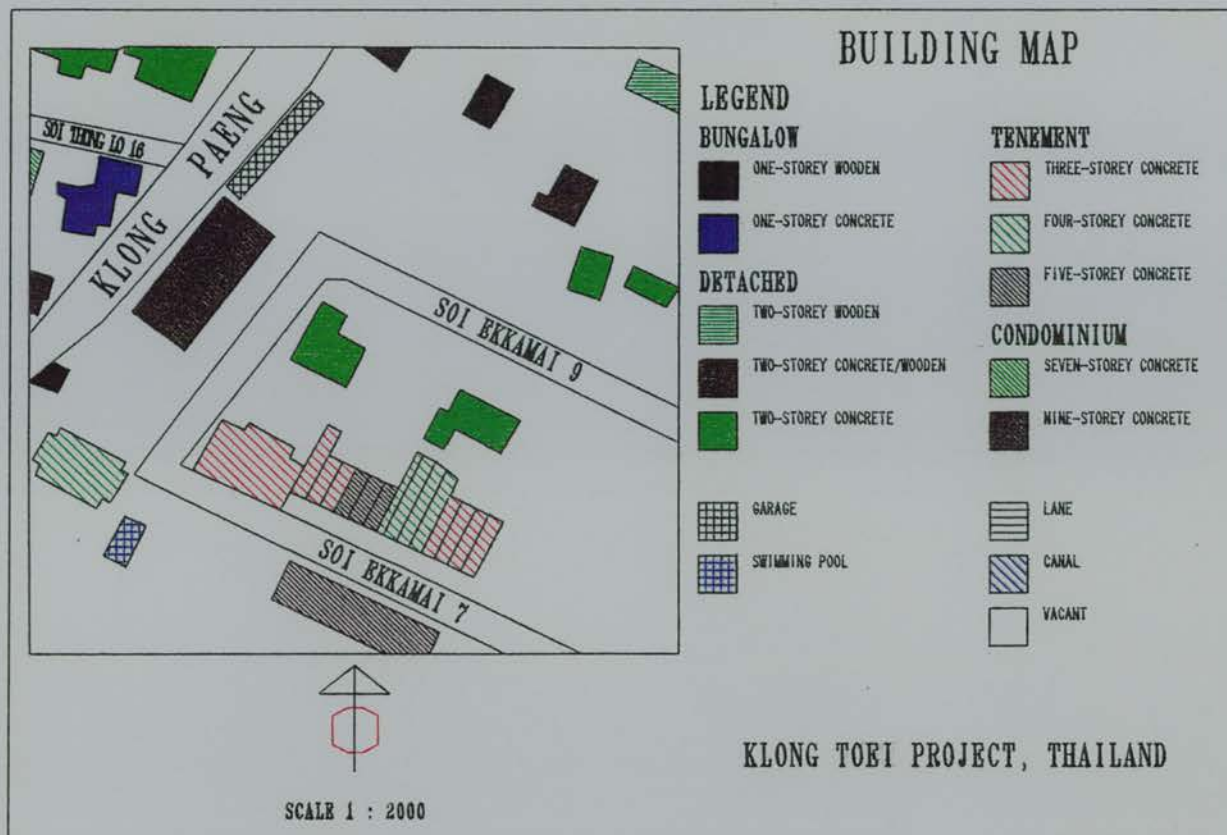 BUILDING MAP
LEGEND
BUNGALOW
ONE-STOREY WOODEN
ONE-STOREY CONCRETE
DETACHED
TWO-STOREY WOODEN
TWO-STOREY CONCRETE/WOODEN
TWO-STOREY CONCRETE
GARAGE
SWIMMING POOL
TENEMENT
THREE-STOREY CONCRETE
FOUR-STOREY CONCRETE
FIVE-STOREY CONCRETE
CONDOMINIUM
SEVEN-STOREY CONCRETE
NINE-STOREY CONCRETE
LANE
CANAL
VACANT
SOI THONG LO 16
KLONG PAENG
SOI EKKAMAI 9
SOI EKKAMAI 7
SCALE 1 : 2000
KLONG TOEI PROJECT, THAILAND